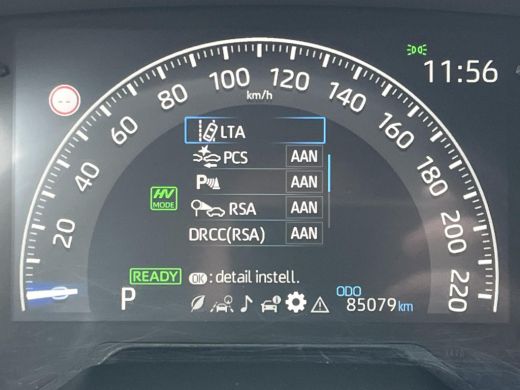 11:56
0 20 40 60 80 100 120 140 160 180 200 220
km/h
LTA
PCS AAN
P AAN
HV
MODE
RSA AAN
DRCC(RSA) AAN
READY
OK : detail instell.
P
ODO
85079 km